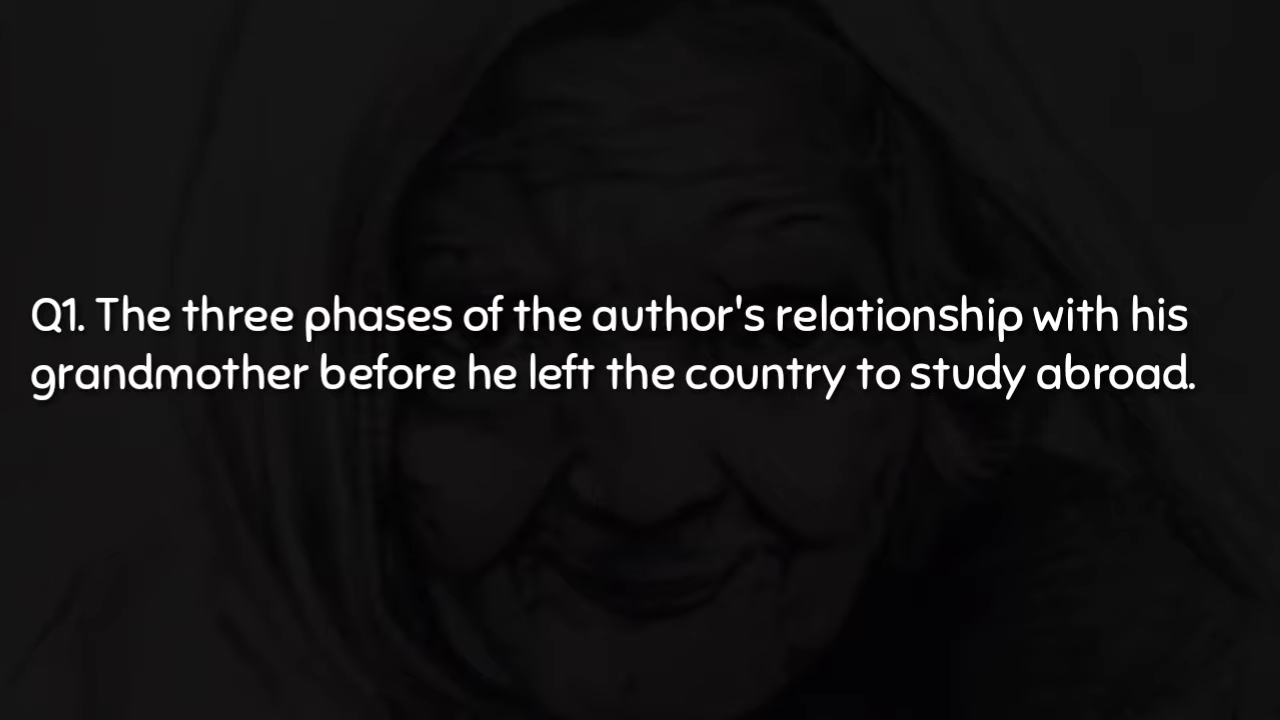 Q1. The three phases of the author's relationship with his
grandmother before he left the country to study abroad.